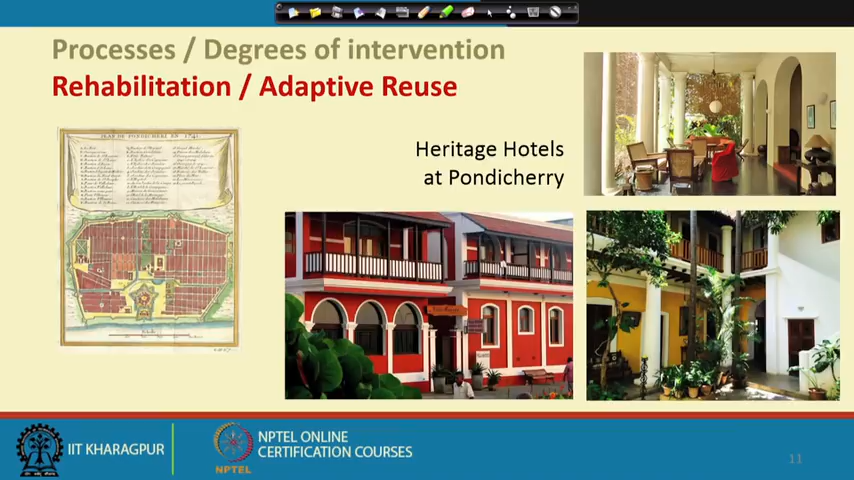 Processes / Degrees of intervention
Rehabilitation / Adaptive Reuse
Heritage Hotels
at Pondicherry
PLAN DE PONDICHERI EN 1741
IIT KHARAGPUR
NPTEL
NPTEL ONLINE
CERTIFICATION COURSES
11